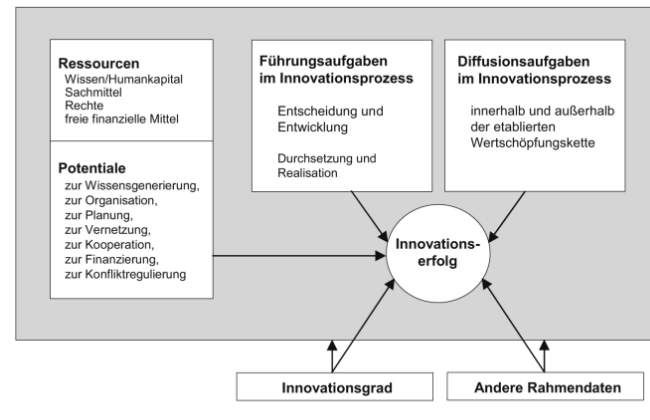 Ressourcen
Wissen/Humankapital
Sachmittel
Rechte
freie finanzielle Mittel
Potentiale
zur Wissensgenerierung,
zur Organisation,
zur Planung,
zur Vernetzung,
zur Kooperation,
zur Finanzierung,
zur Konfliktregulierung
Führungsaufgaben
im Innovationsprozess
Entscheidung und
Entwicklung
Durchsetzung und
Realisation
Diffusionsaufgaben
im Innovationsprozess
innerhalb und außerhalb
der etablierten
Wertschöpfungskette
Innovations-
erfolg
Innovationsgrad
Andere Rahmendaten